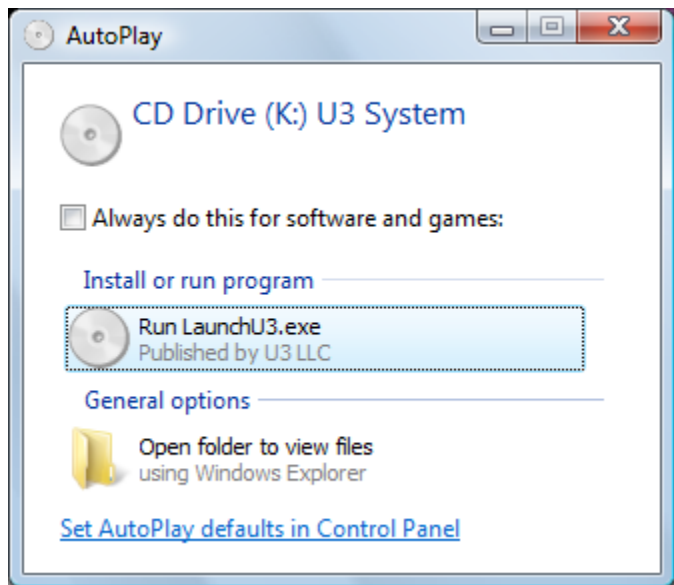 AutoPlay
CD Drive (K:) U3 System
Always do this for software and games:
Install or run program
Run LaunchU3.exe
Published by U3 LLC
General options
Open folder to view files
using Windows Explorer
Set AutoPlay defaults in Control Panel